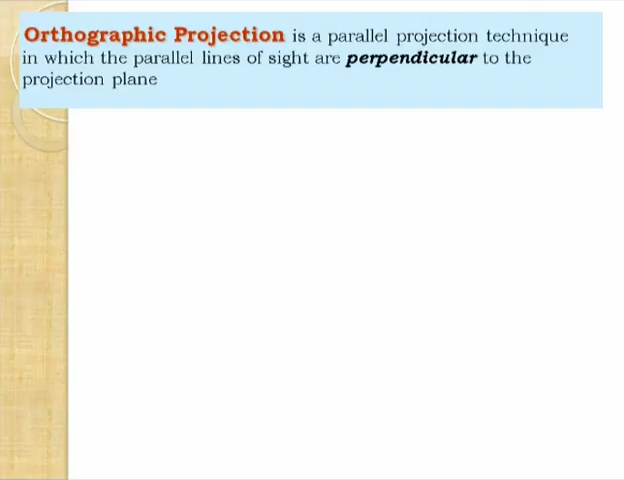 Orthographic Projection is a parallel projection technique
in which the parallel lines of sight are perpendicular to the
projection plane